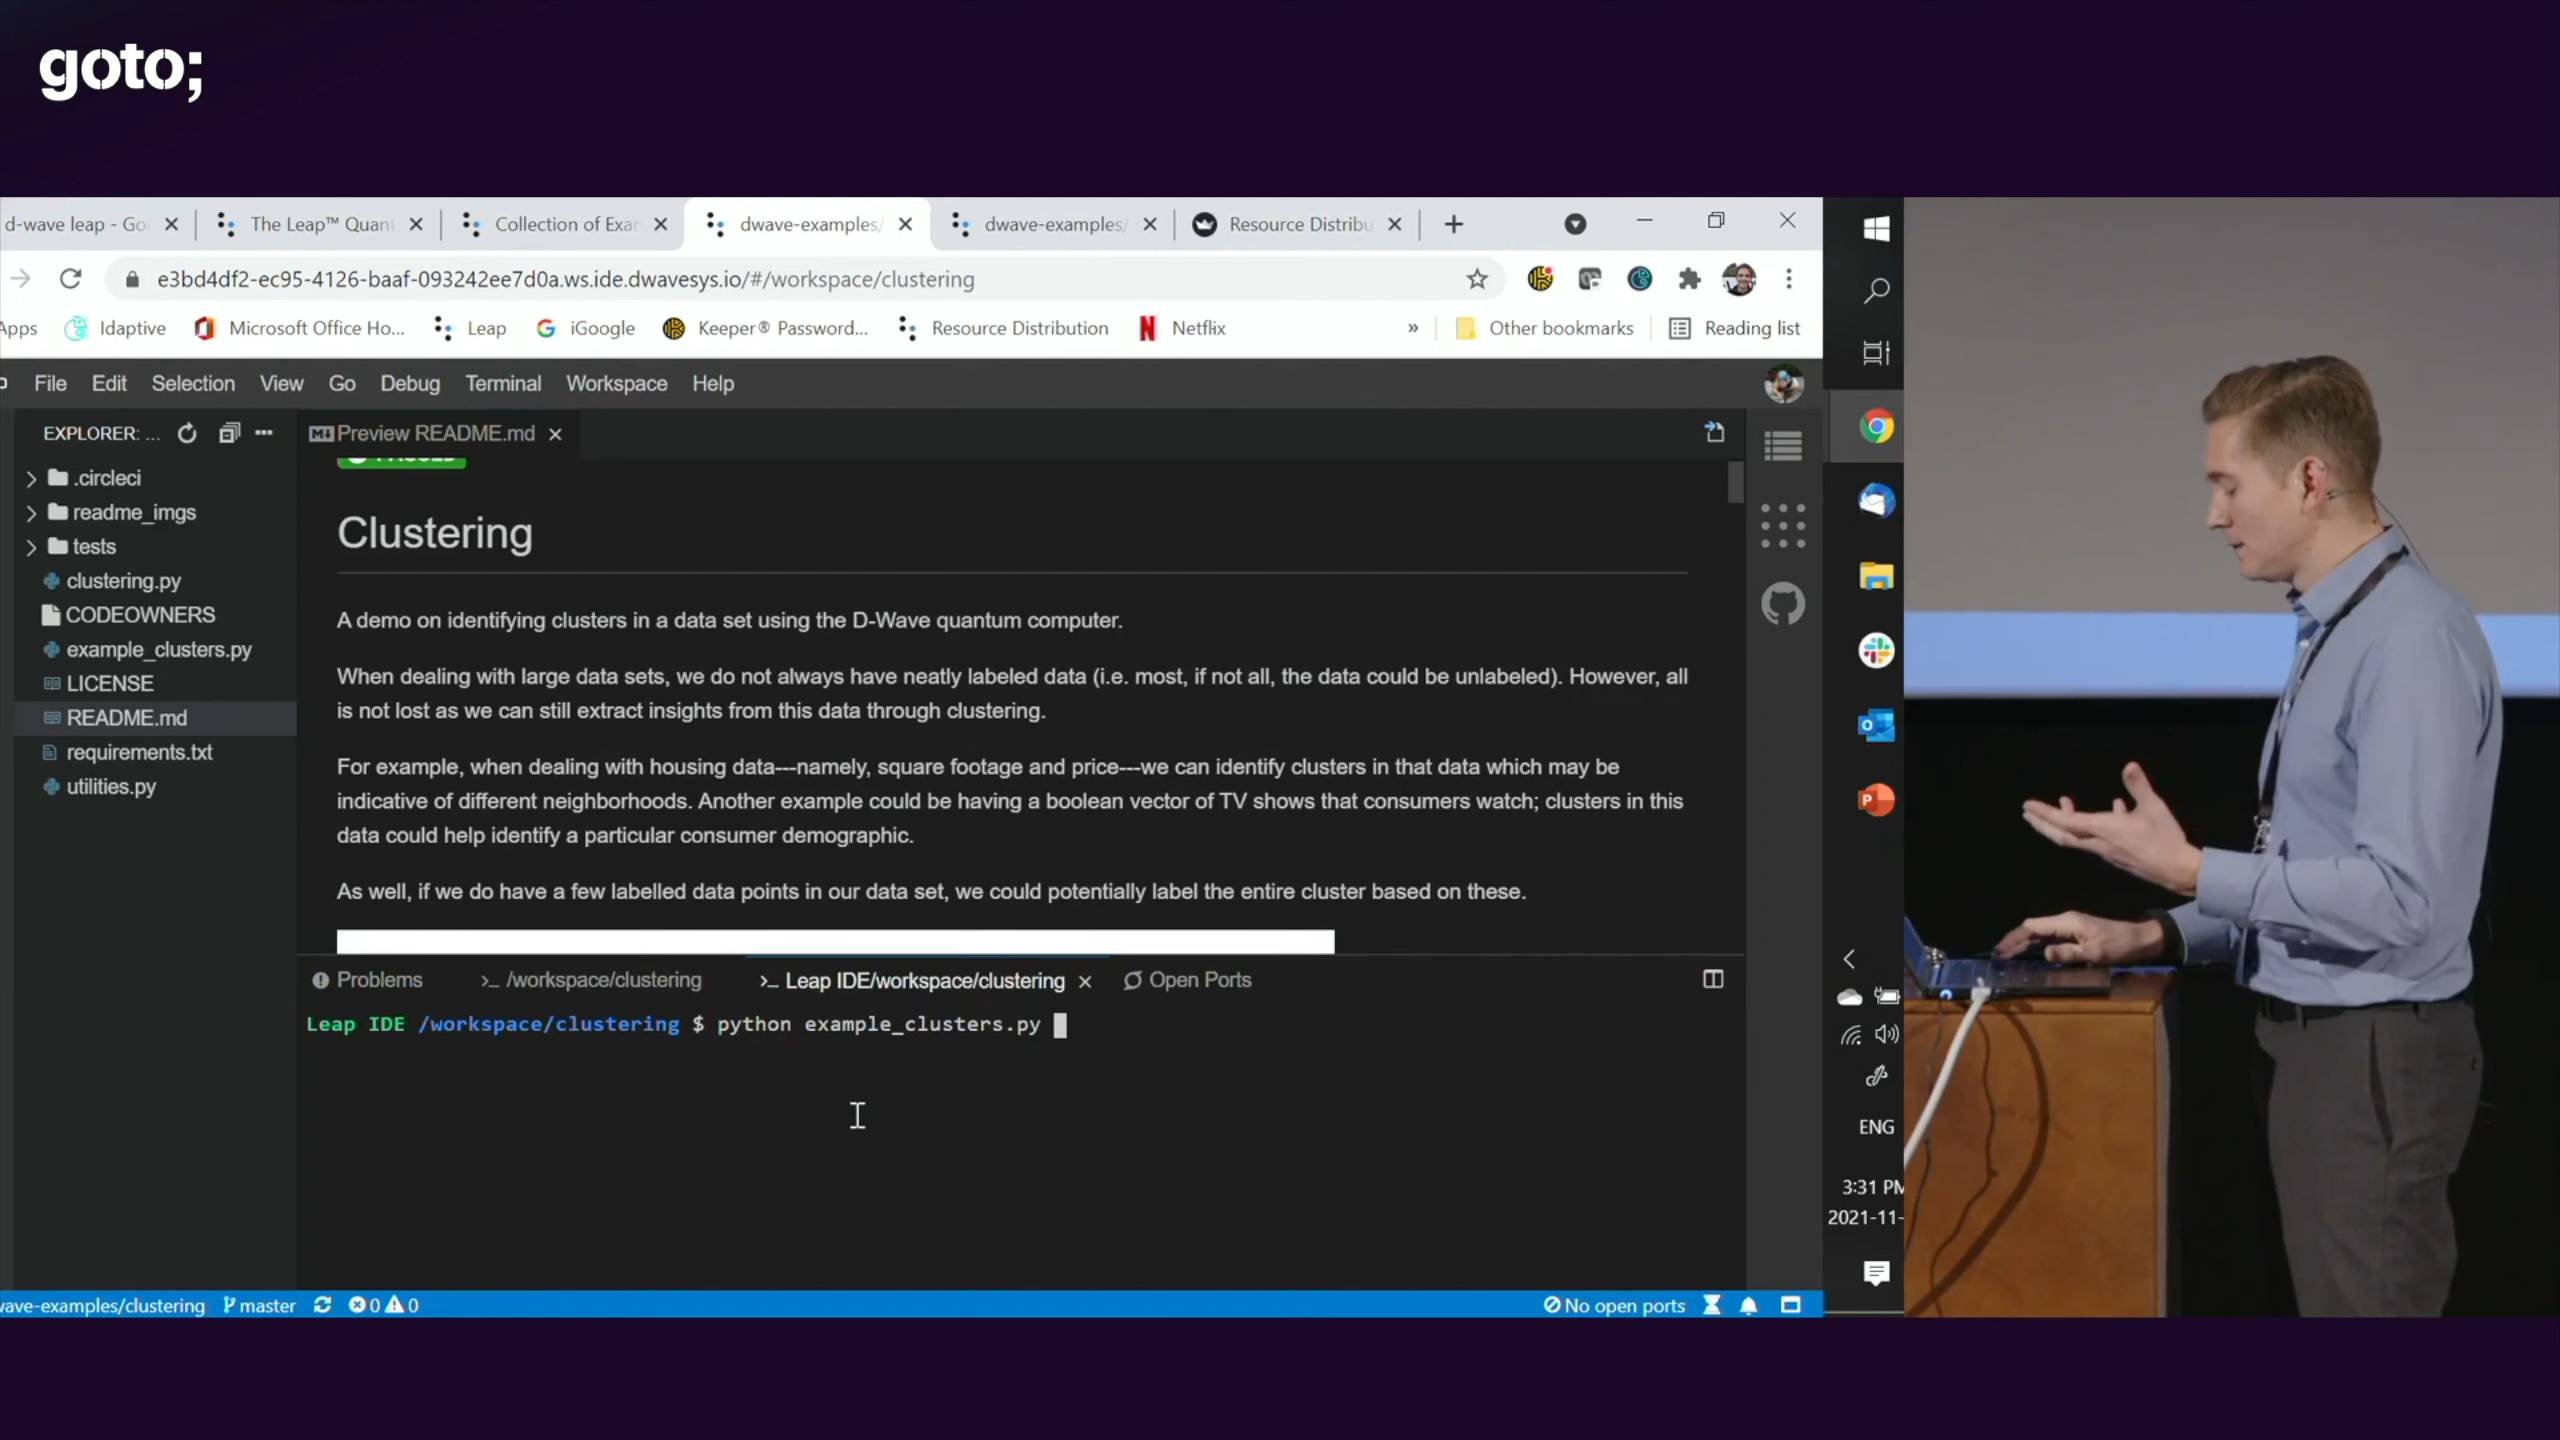 goto;
d-wave leap - Goo
The Leap™ Quant
Collection of Exam
dwave-examples/
dwave-examples/
Resource Distribu
e3bd4df2-ec95-4126-baaf-093242ee7d0a.ws.ide.dwavesys.io/#/workspace/clustering
Apps
Idaptive
Microsoft Office Ho...
Leap
iGoogle
Keeper® Password...
Resource Distribution
Netflix
»
Other bookmarks
Reading list
File Edit Selection View Go Debug Terminal Workspace Help
EXPLORER: ...
Preview README.md
.circleci
readme_imgs
tests
clustering.py
CODEOWNERS
example_clusters.py
LICENSE
README.md
requirements.txt
utilities.py
PASSED
Clustering
A demo on identifying clusters in a data set using the D-Wave quantum computer.
When dealing with large data sets, we do not always have neatly labeled data (i.e. most, if not all, the data could be unlabeled). However, all
is not lost as we can still extract insights from this data through clustering.
For example, when dealing with housing data---namely, square footage and price---we can identify clusters in that data which may be
indicative of different neighborhoods. Another example could be having a boolean vector of TV shows that consumers watch; clusters in this
data could help identify a particular consumer demographic.
As well, if we do have a few labelled data points in our data set, we could potentially label the entire cluster based on these.
Problems
>_ /workspace/clustering
>_ Leap IDE/workspace/clustering
Open Ports
Leap IDE /workspace/clustering $ python example_clusters.py
wave-examples/clustering
master
0
0
No open ports
ENG
3:31 PM
2021-11-